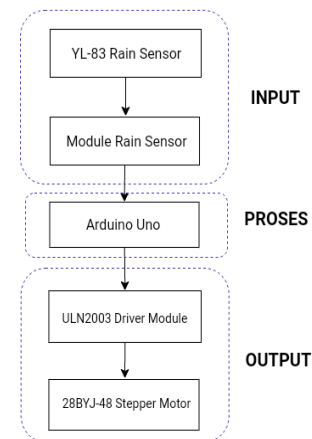 YL-83 Rain Sensor
INPUT
Module Rain Sensor
Arduino Uno
PROSES
ULN2003 Driver Module
OUTPUT
28BYJ-48 Stepper Motor